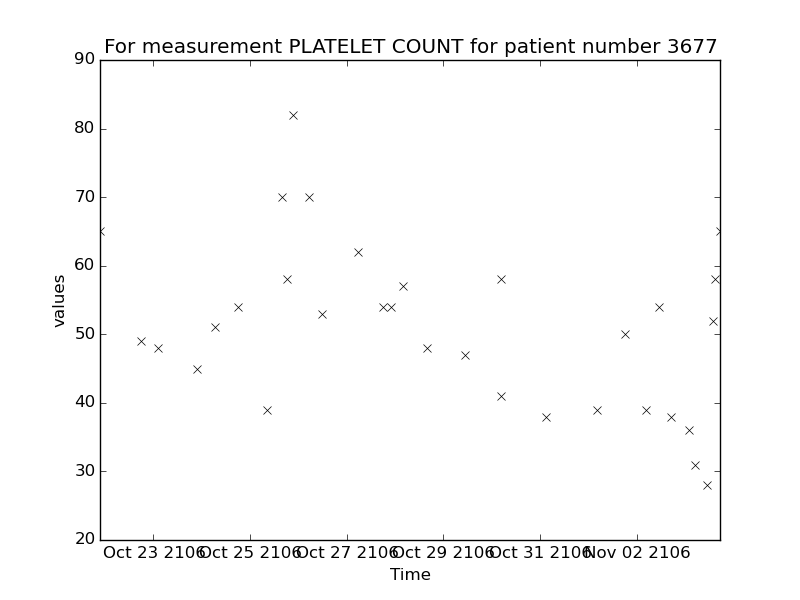 For measurement PLATELET COUNT for patient number 3677
90
80
70
60
50
40
30
20
values
Oct 23 2106 Oct 25 2106 Oct 27 2106 Oct 29 2106 Oct 31 2106 Nov 02 2106
Time